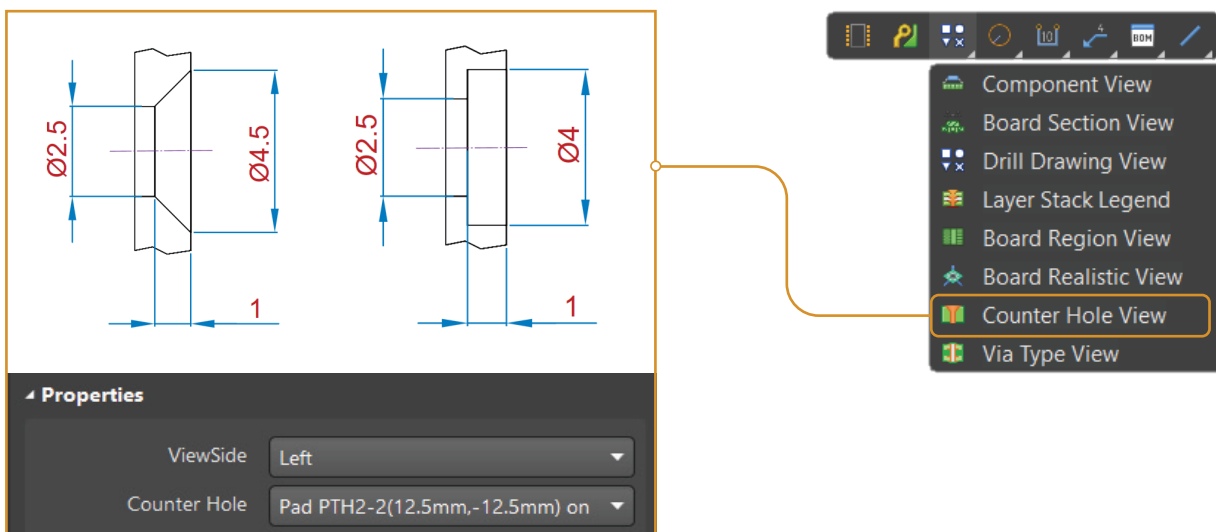 Ø2.5
Ø4.5
1
Ø2.5
Ø4
1
Properties
ViewSide Left
Counter Hole Pad PTH2-2(12.5mm,-12.5mm) on
10
4
BOM
Component View
Board Section View
Drill Drawing View
Layer Stack Legend
Board Region View
Board Realistic View
Counter Hole View
Via Type View